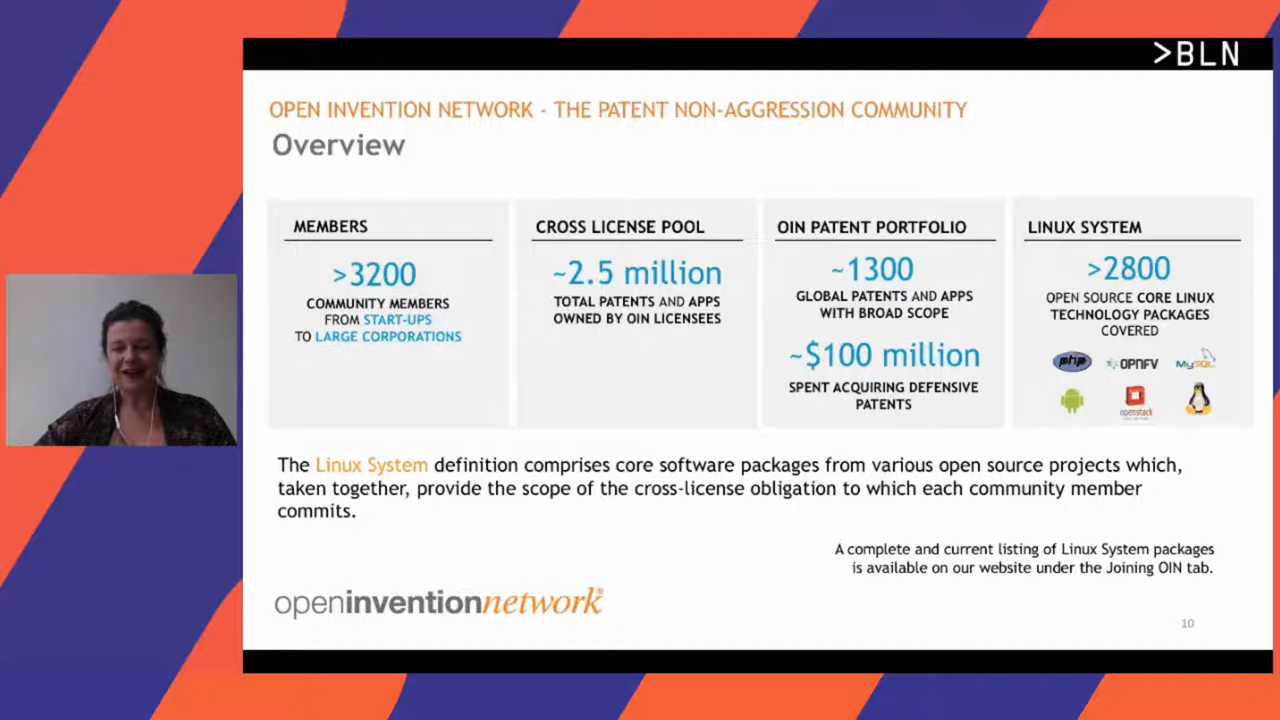 >BLN
OPEN INVENTION NETWORK - THE PATENT NON-AGGRESSION COMMUNITY
Overview
MEMBERS
>3200
COMMUNITY MEMBERS
FROM START-UPS
TO LARGE CORPORATIONS
CROSS LICENSE POOL
~2.5 million
TOTAL PATENTS AND APPS
OWNED BY OIN LICENSEES
OIN PATENT PORTFOLIO
~1300
GLOBAL PATENTS AND APPS
WITH BROAD SCOPE
~$100 million
SPENT ACQUIRING DEFENSIVE
PATENTS
LINUX SYSTEM
>2800
OPEN SOURCE CORE LINUX
TECHNOLOGY PACKAGES
COVERED
php
OPNFV
MySQL
openstack
The Linux System definition comprises core software packages from various open source projects which,
taken together, provide the scope of the cross-license obligation to which each community member
commits.
A complete and current listing of Linux System packages
is available on our website under the Joining OIN tab.
openinventionnetwork®
10